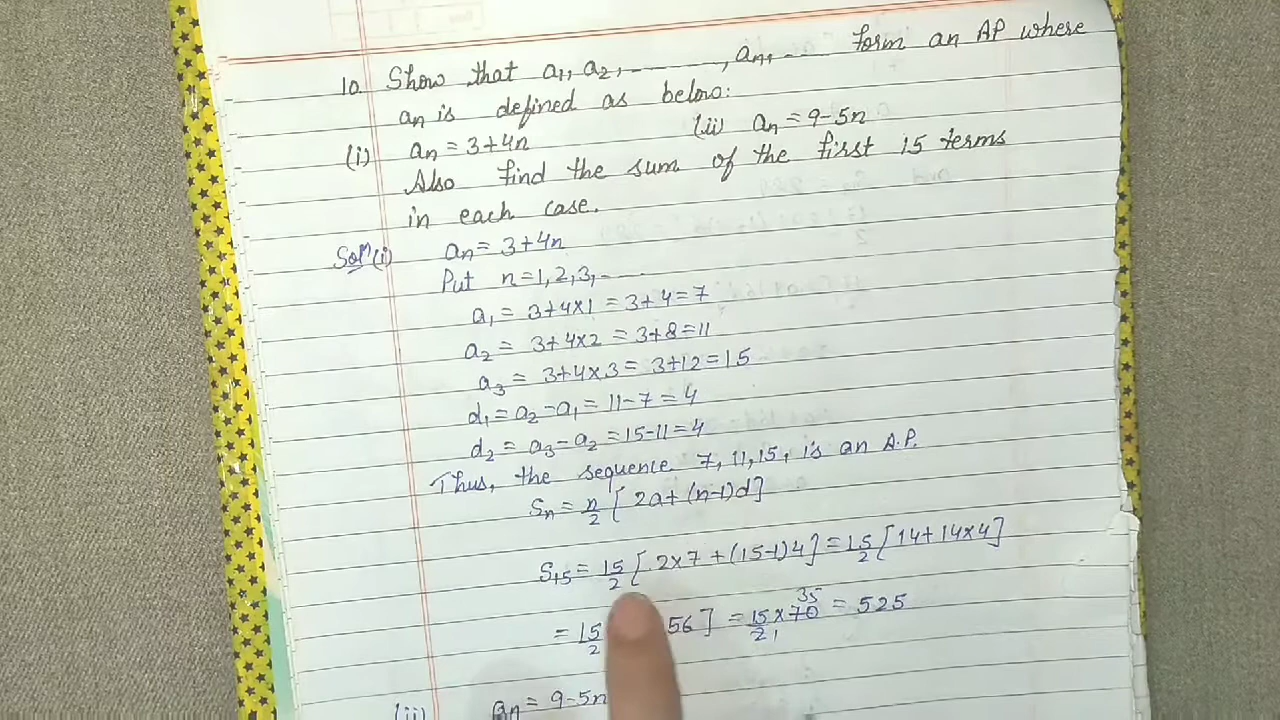 10. Show that a₁, a₂, ------, aₙ, --- form an AP where
aₙ is defined as below:
(i) aₙ = 3+4n (ii) aₙ = 9-5n
Also find the sum of the first 15 terms
in each case.
Solⁿ(i) aₙ = 3+4n
Put n=1,2,3,----
a₁ = 3+4×1 = 3+4=7
a₂ = 3+4×2 = 3+8=11
a₃ = 3+4×3 = 3+12=15
d₁ = a₂-a₁ = 11-7=4
d₂ = a₃-a₂ = 15-11=4
Thus, the sequence 7, 11, 15, is an A.P.
Sₙ = n/2 [2a+(n-1)d]
S₁₅ = 15/2 [2×7+(15-1)4] = 15/2 [14+14×4]
= 15/2 56] = 15/2 × 70 35 1 = 525
(ii) aₙ = 9-5n